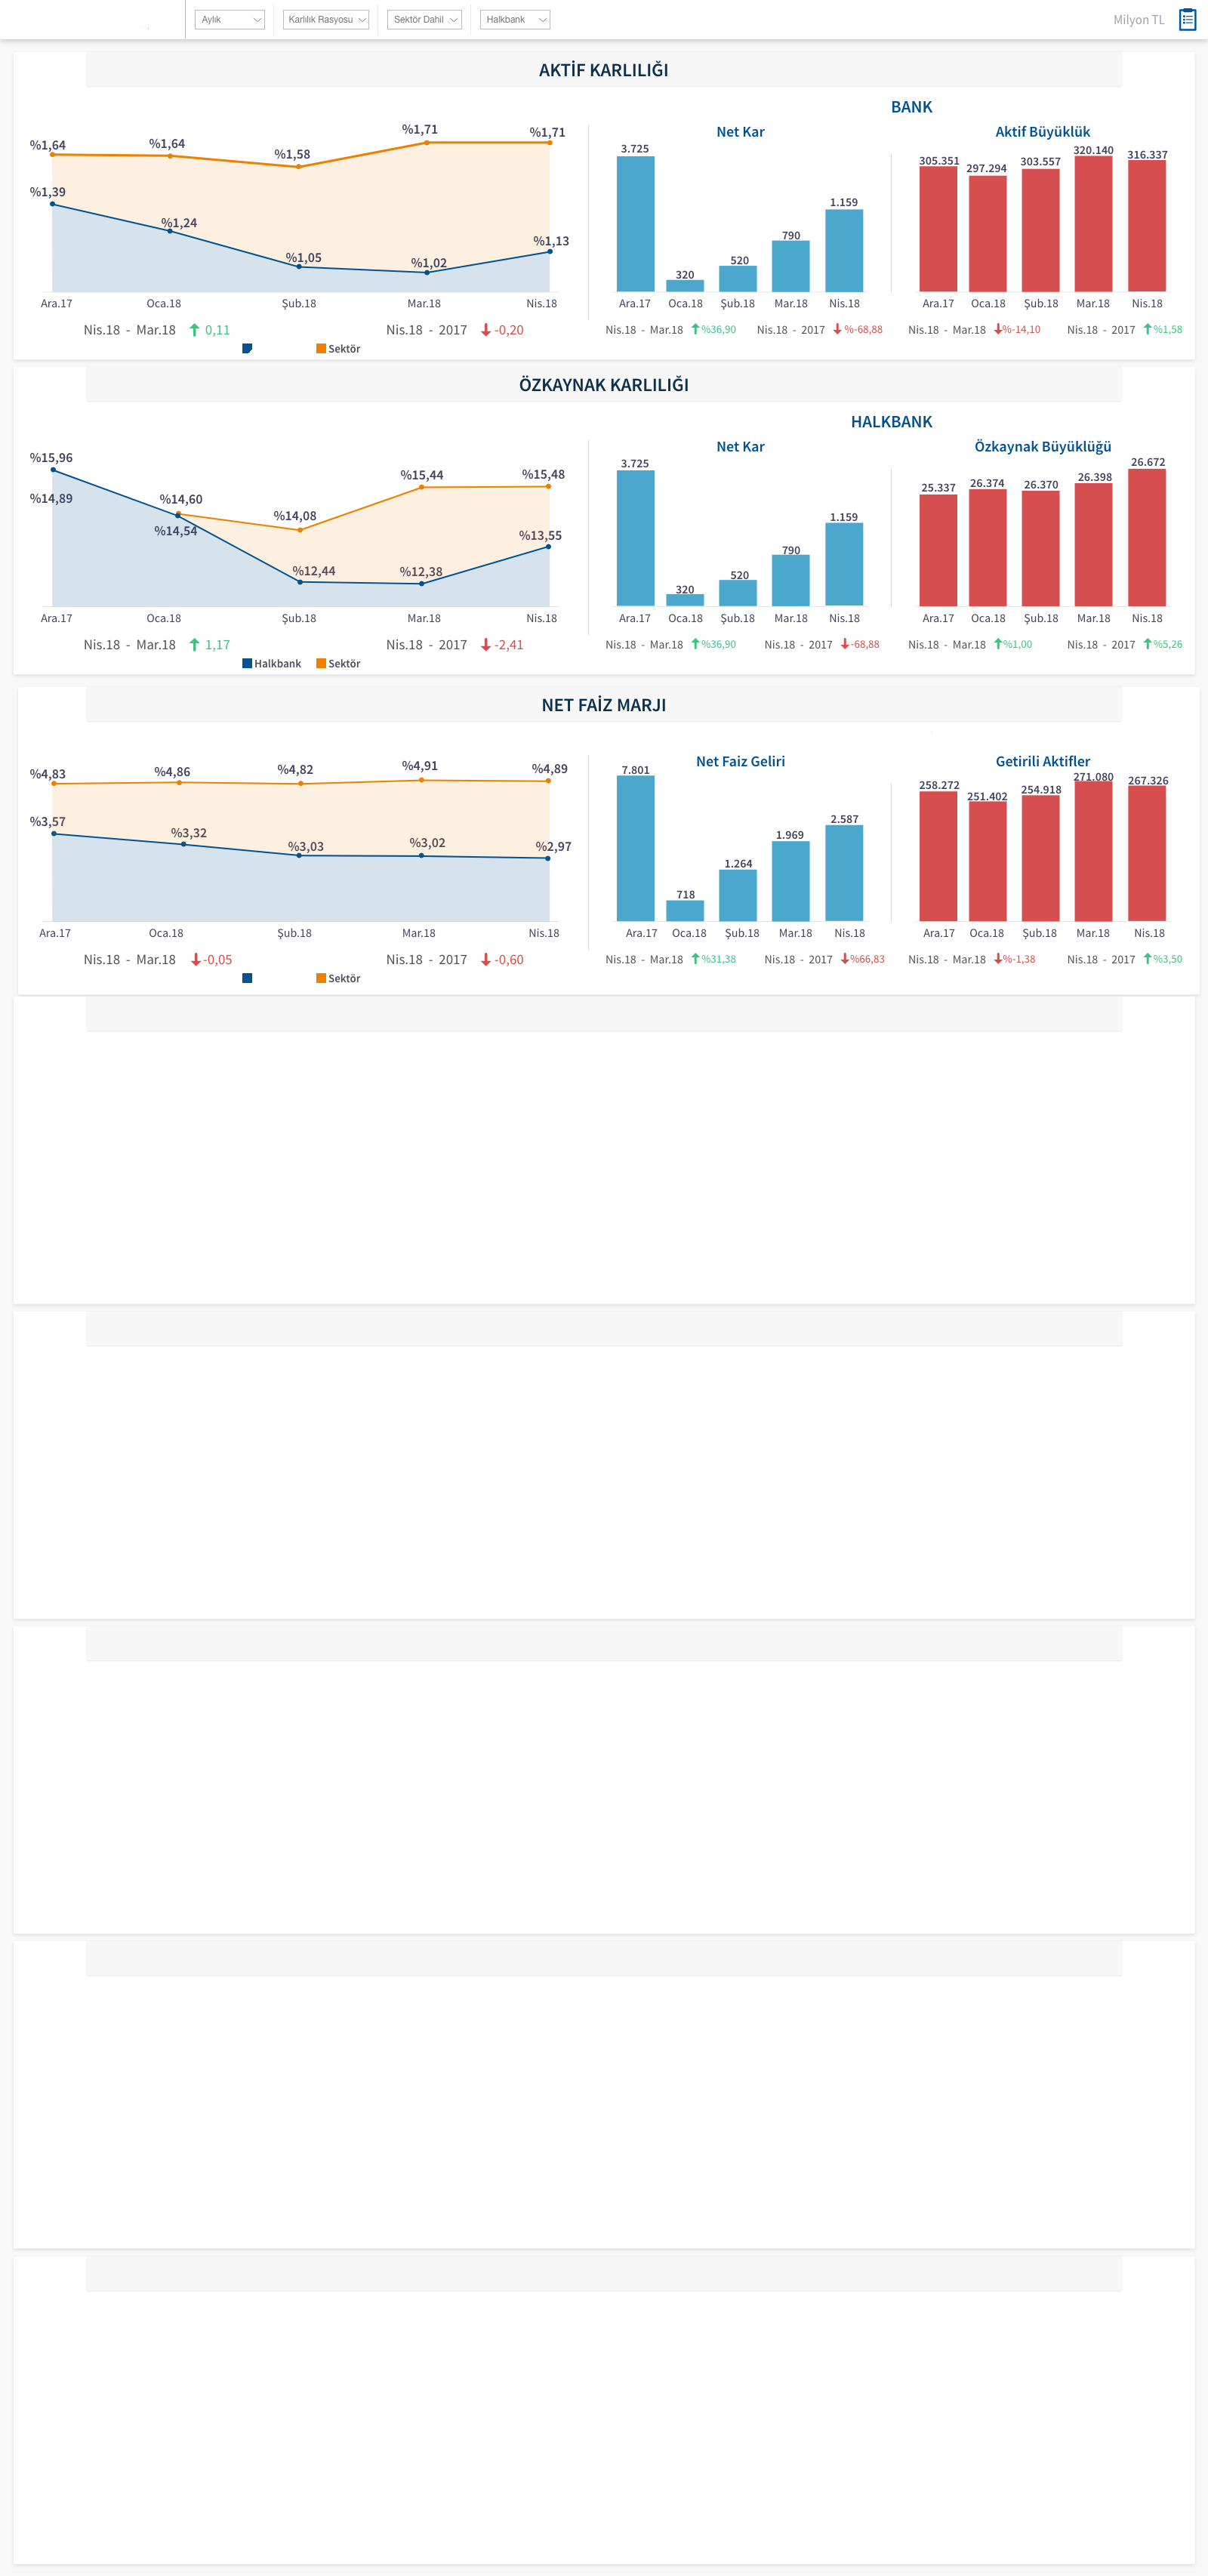 Aylık
Karlılık Rasyosu
Sektör Dahil
Halkbank
Milyon TL
AKTİF KARLILIĞI
%1,64
%1,64
%1,58
%1,71
%1,71
%1,39
%1,24
%1,05
%1,02
%1,13
Ara.17 Oca.18 Şub.18 Mar.18 Nis.18
Nis.18 - Mar.18 0,11
Nis.18 - 2017 -0,20
Sektör
BANK
Net Kar
3.725
320
520
790
1.159
Ara.17 Oca.18 Şub.18 Mar.18 Nis.18
Nis.18 - Mar.18 %36,90
Nis.18 - 2017 %-68,88
Aktif Büyüklük
305.351
297.294
303.557
320.140
316.337
Ara.17 Oca.18 Şub.18 Mar.18 Nis.18
Nis.18 - Mar.18 %-14,10
Nis.18 - 2017 %1,58
ÖZKAYNAK KARLILIĞI
%15,96
%14,89
%14,60
%14,54
%14,08
%12,44
%15,44
%12,38
%15,48
%13,55
Ara.17 Oca.18 Şub.18 Mar.18 Nis.18
Nis.18 - Mar.18 1,17
Nis.18 - 2017 -2,41
Halkbank Sektör
HALKBANK
Net Kar
3.725
320
520
790
1.159
Ara.17 Oca.18 Şub.18 Mar.18 Nis.18
Nis.18 - Mar.18 %36,90
Nis.18 - 2017 -68,88
Özkaynak Büyüklüğü
25.337
26.374
26.370
26.398
26.672
Ara.17 Oca.18 Şub.18 Mar.18 Nis.18
Nis.18 - Mar.18 %1,00
Nis.18 - 2017 %5,26
NET FAİZ MARJI
%4,83
%4,86
%4,82
%4,91
%4,89
%3,57
%3,32
%3,03
%3,02
%2,97
Ara.17 Oca.18 Şub.18 Mar.18 Nis.18
Nis.18 - Mar.18 -0,05
Nis.18 - 2017 -0,60
Sektör
Net Faiz Geliri
7.801
718
1.264
1.969
2.587
Ara.17 Oca.18 Şub.18 Mar.18 Nis.18
Nis.18 - Mar.18 %31,38
Nis.18 - 2017 %66,83
Getirili Aktifler
258.272
251.402
254.918
271.080
267.326
Ara.17 Oca.18 Şub.18 Mar.18 Nis.18
Nis.18 - Mar.18 %-1,38
Nis.18 - 2017 %3,50